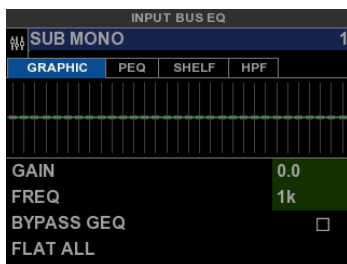 INPUT BUS EQ
SUB MONO 1
GRAPHIC PEQ SHELF HPF
GAIN 0.0
FREQ 1k
BYPASS GEQ
FLAT ALL